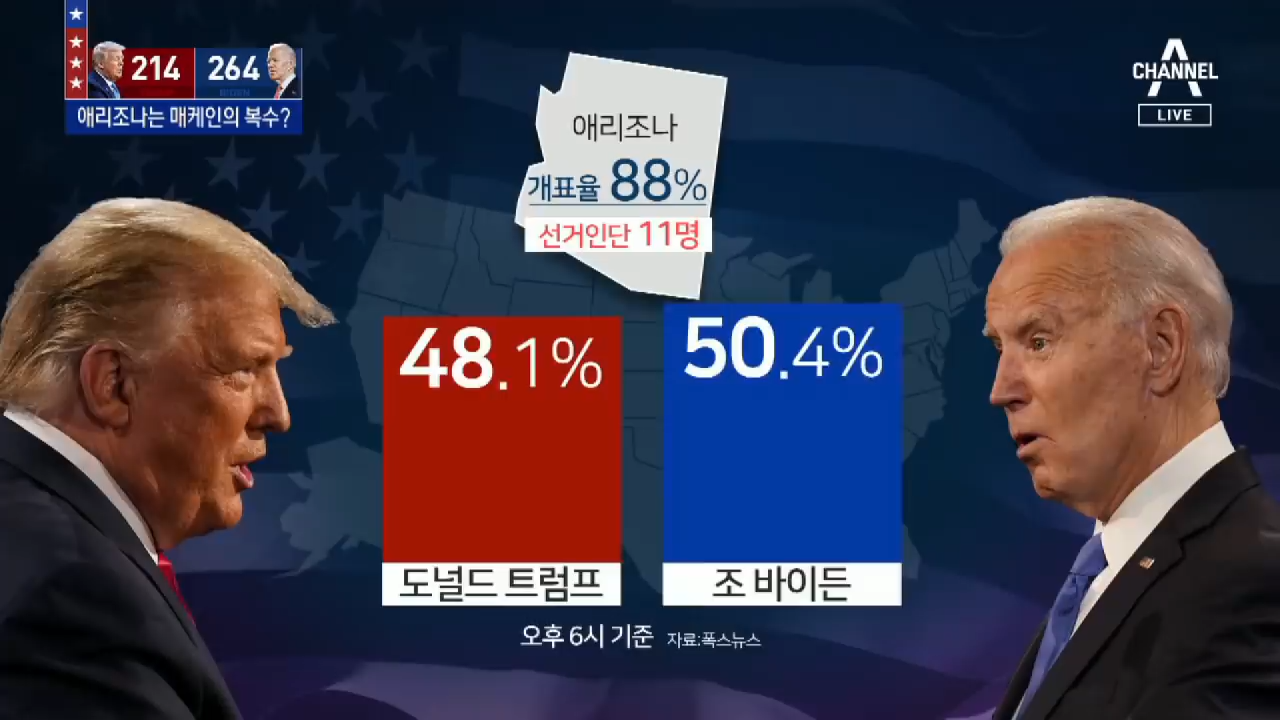 214 264
애리조나는 매케인의 복수?
CHANNEL A
LIVE
애리조나
개표율 88%
선거인단 11명
48.1% 50.4%
도널드 트럼프 조 바이든
오후 6시 기준 자료:폭스뉴스